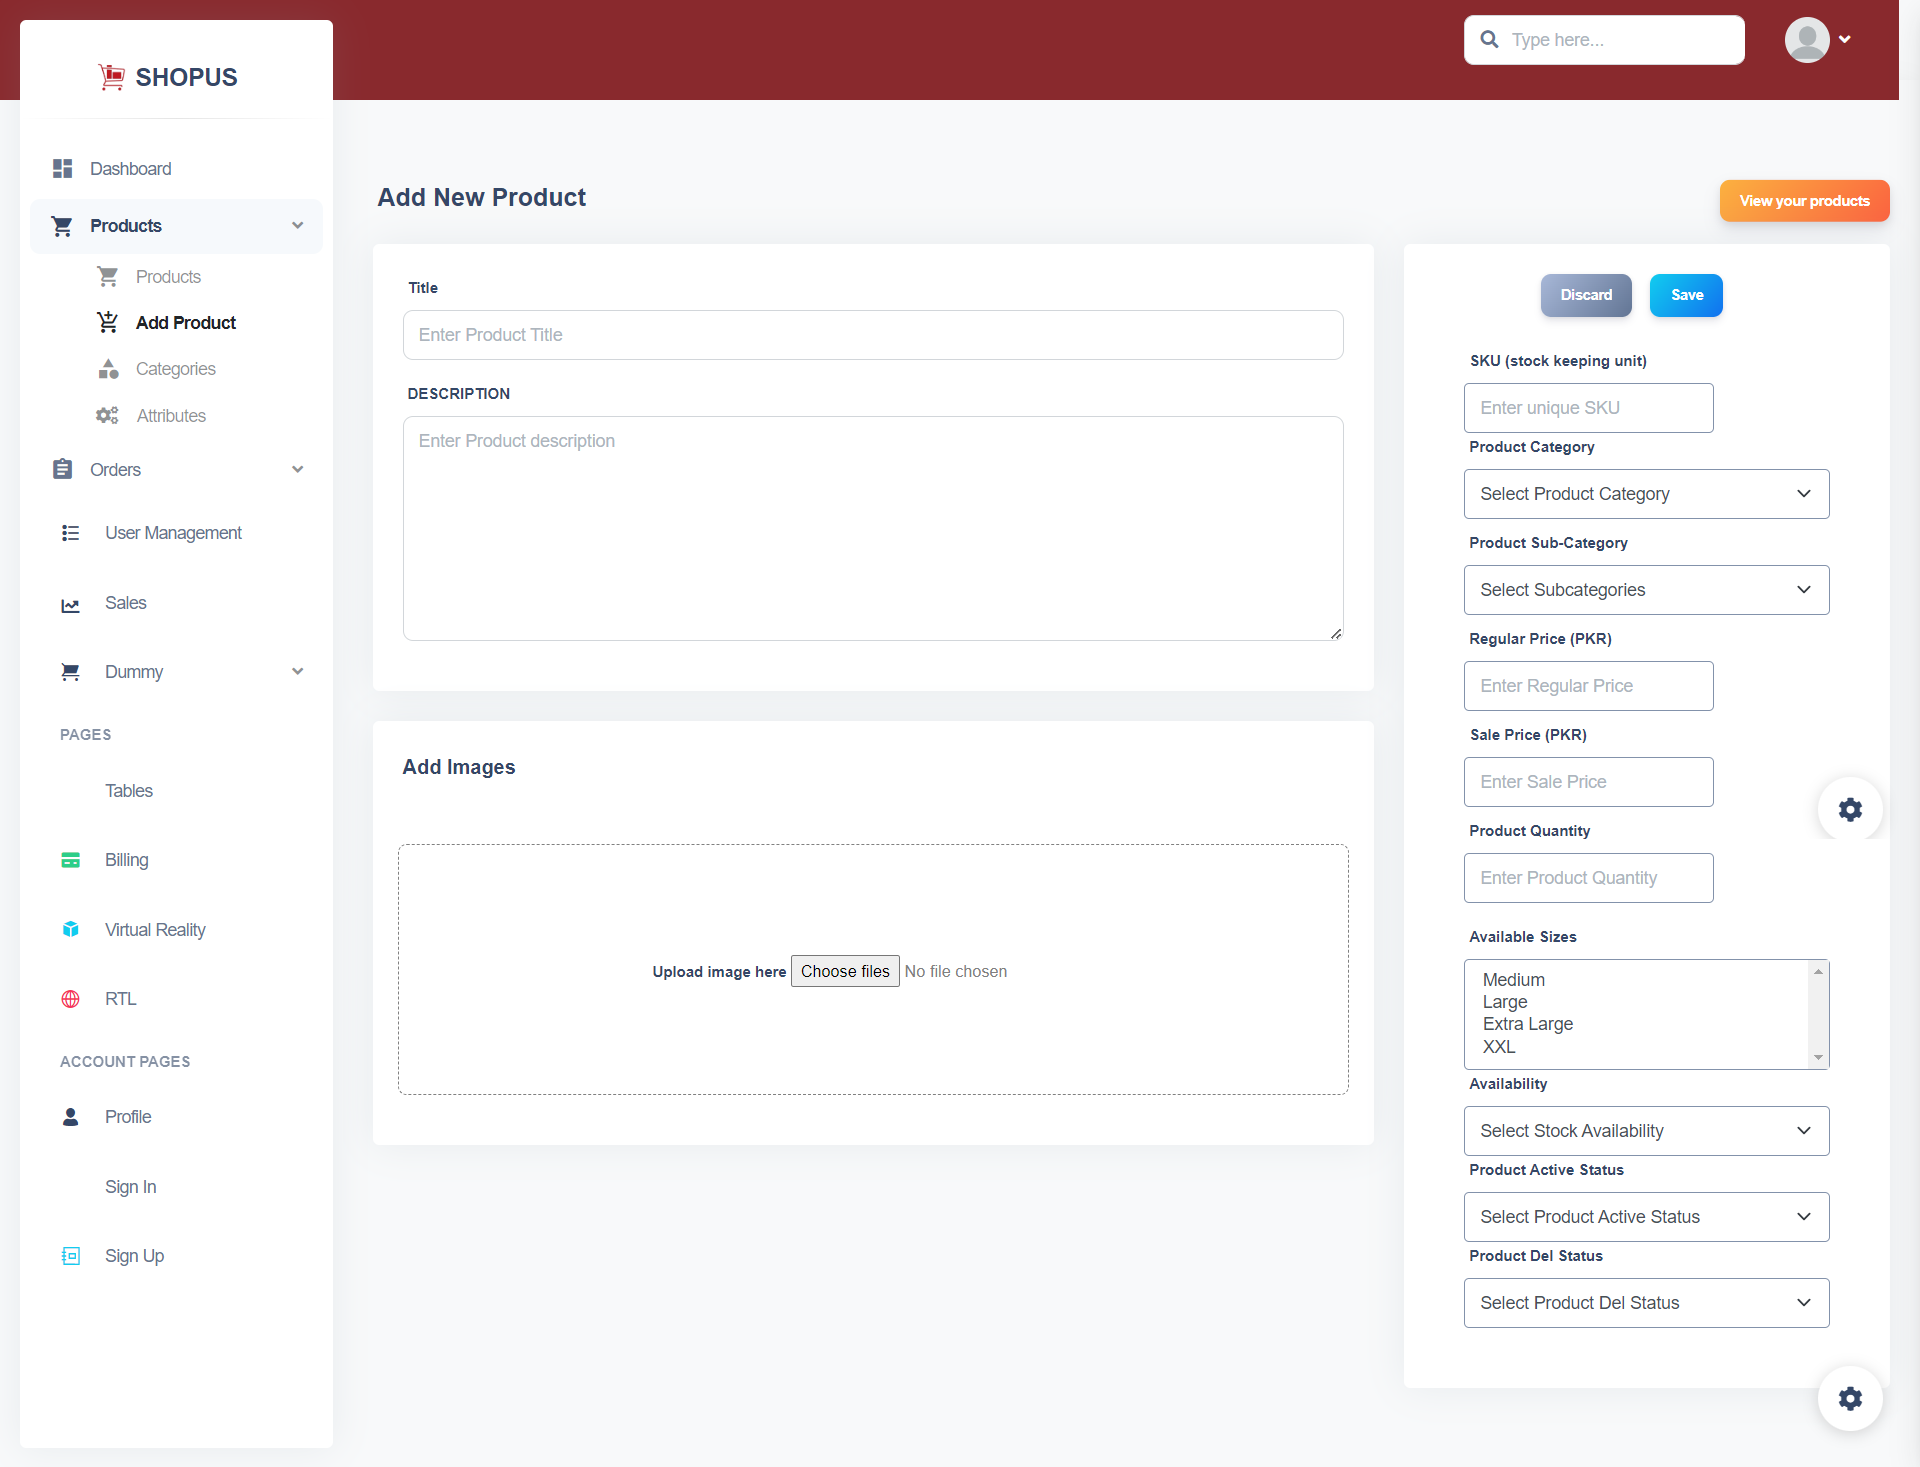 SHOPUS
Type here...
Dashboard
Products
Products
Add Product
Categories
Attributes
Orders
User Management
Sales
Dummy
PAGES
Tables
Billing
Virtual Reality
RTL
ACCOUNT PAGES
Profile
Sign In
Sign Up
Add New Product
View your products
Title
Enter Product Title
DESCRIPTION
Enter Product description
Add Images
Upload image here Choose files No file chosen
Discard Save
SKU (stock keeping unit)
Enter unique SKU
Product Category
Select Product Category
Product Sub-Category
Select Subcategories
Regular Price (PKR)
Enter Regular Price
Sale Price (PKR)
Enter Sale Price
Product Quantity
Enter Product Quantity
Available Sizes
Medium
Large
Extra Large
XXL
Availability
Select Stock Availability
Product Active Status
Select Product Active Status
Product Del Status
Select Product Del Status